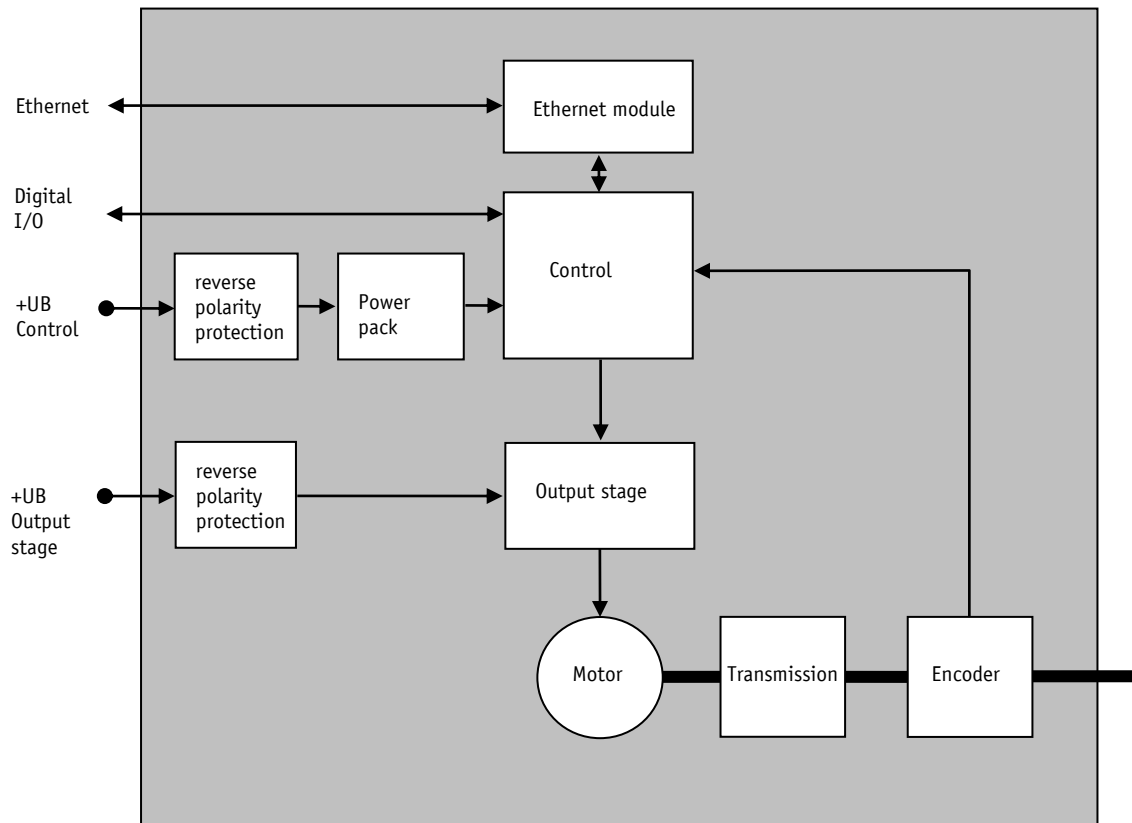 Ethernet
Ethernet module
Digital
I/O
Control
+UB
Control
reverse
polarity
protection
Power
pack
+UB
Output
stage
reverse
polarity
protection
Output stage
Motor
Transmission
Encoder